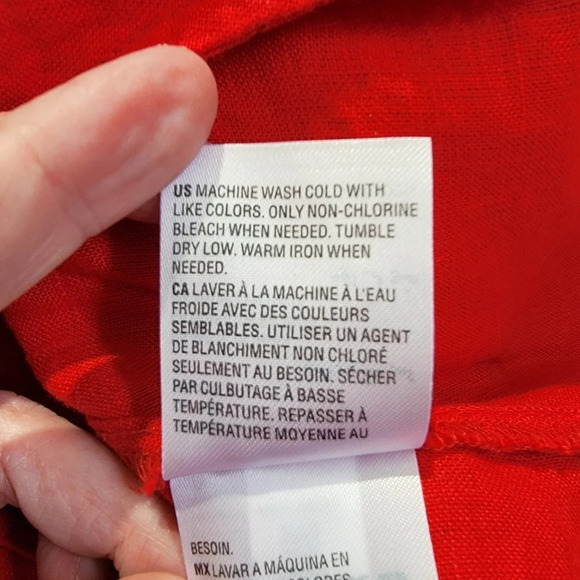 US MACHINE WASH COLD WITH
LIKE COLORS. ONLY NON-CHLORINE
BLEACH WHEN NEEDED. TUMBLE
DRY LOW. WARM IRON WHEN
NEEDED.
CA LAVER À LA MACHINE À L'EAU
FROIDE AVEC DES COULEURS
SEMBLABLES. UTILISER UN AGENT
DE BLANCHIMENT NON CHLORÉ
SEULEMENT AU BESOIN. SÉCHER
PAR CULBUTAGE À BASSE
TEMPÉRATURE. REPASSER À
TEMPÉRATURE MOYENNE AU
BESOIN.
MX LAVAR A MÁQUINA EN
COLORES